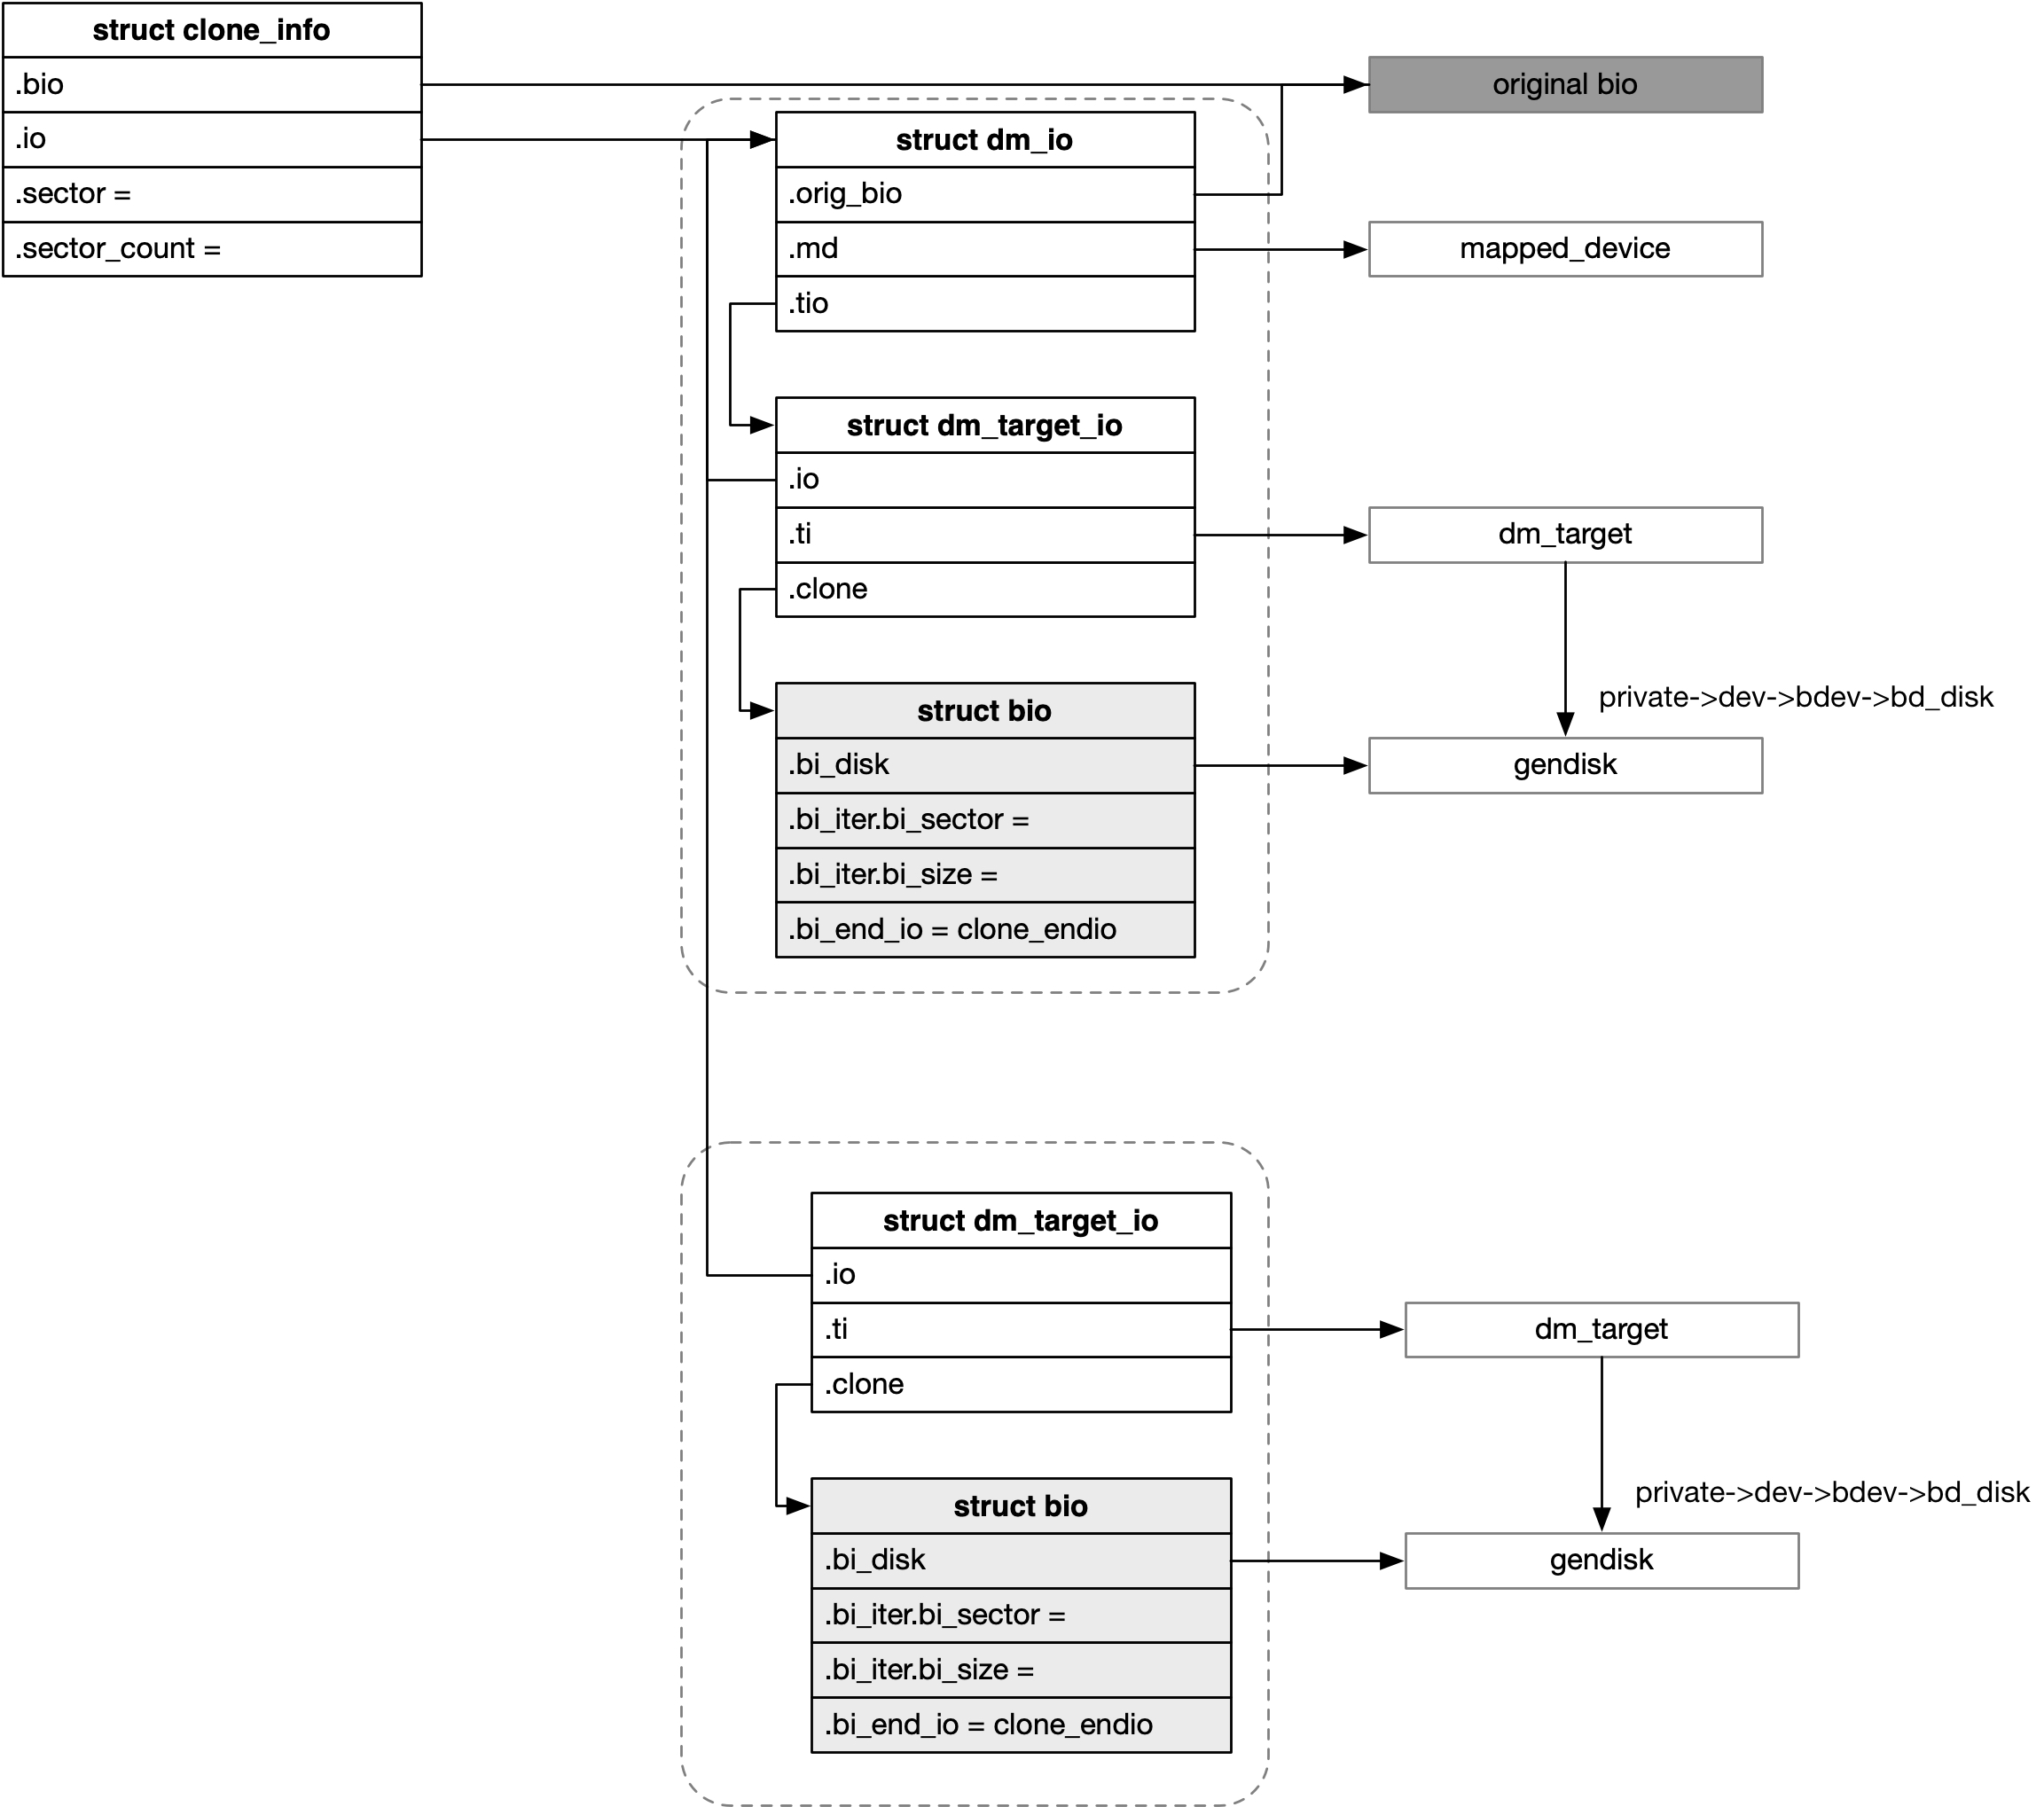 struct clone_info
.bio
.io
.sector =
.sector_count =
original bio
struct dm_io
.orig_bio
.md
.tio
mapped_device
struct dm_target_io
.io
.ti
.clone
dm_target
private->dev->bdev->bd_disk
struct bio
.bi_disk
.bi_iter.bi_sector =
.bi_iter.bi_size =
.bi_end_io = clone_endio
gendisk
struct dm_target_io
.io
.ti
.clone
dm_target
private->dev->bdev->bd_disk
struct bio
.bi_disk
.bi_iter.bi_sector =
.bi_iter.bi_size =
.bi_end_io = clone_endio
gendisk